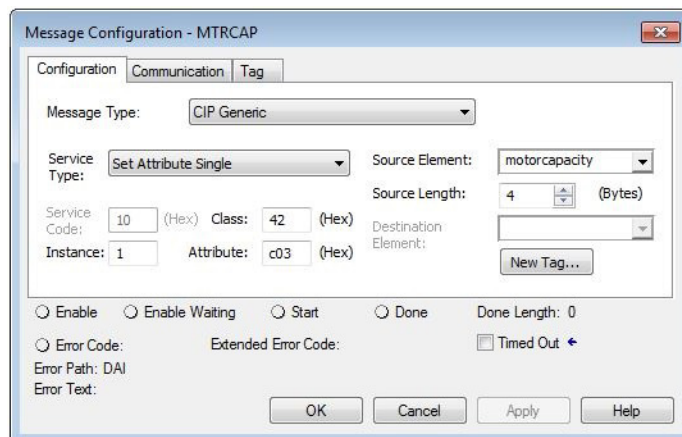 Message Configuration - MTRCAP
Configuration Communication Tag
Message Type: CIP Generic
Service Type: Set Attribute Single Source Element: motorcapacity
Source Length: 4 (Bytes)
Service Code: 10 (Hex) Class: 42 (Hex) Destination Element:
Instance: 1 Attribute: c03 (Hex) New Tag...
Enable Enable Waiting Start Done Done Length: 0
Error Code: Extended Error Code: Timed Out
Error Path: DAI
Error Text:
OK Cancel Apply Help